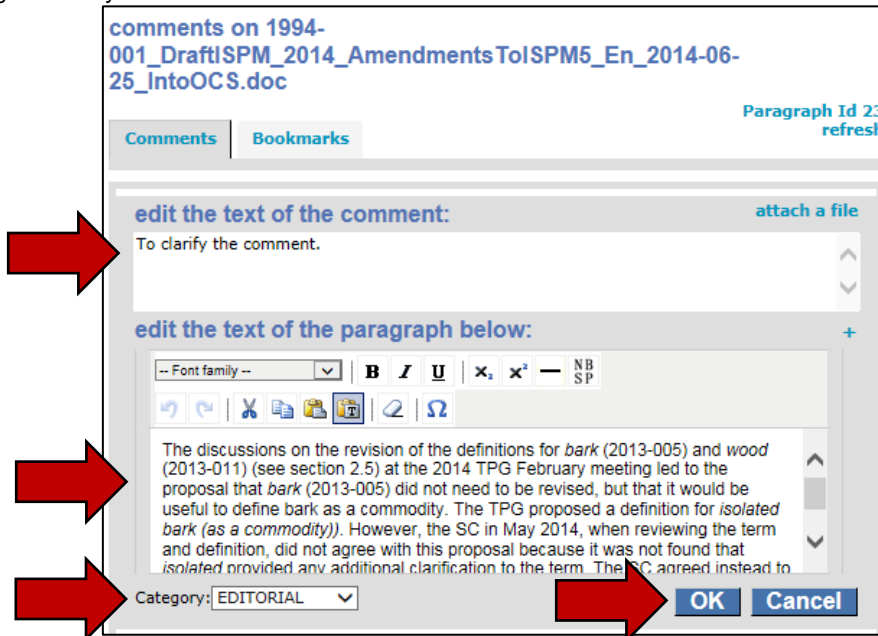 comments on 1994-
001_DraftISPM_2014_AmendmentsToISPM5_En_2014-06-
25_IntoOCS.doc
Paragraph Id 23
refresh
Comments Bookmarks
edit the text of the comment: attach a file
To clarify the comment.
edit the text of the paragraph below: +
-- Font family -- B I U x₂ x² — NB SP
T Ω
The discussions on the revision of the definitions for bark (2013-005) and wood
(2013-011) (see section 2.5) at the 2014 TPG February meeting led to the
proposal that bark (2013-005) did not need to be revised, but that it would be
useful to define bark as a commodity. The TPG proposed a definition for isolated
bark (as a commodity)). However, the SC in May 2014, when reviewing the term
and definition, did not agree with this proposal because it was not found that
isolated provided any additional clarification to the term. The SC agreed instead to
Category: EDITORIAL OK Cancel